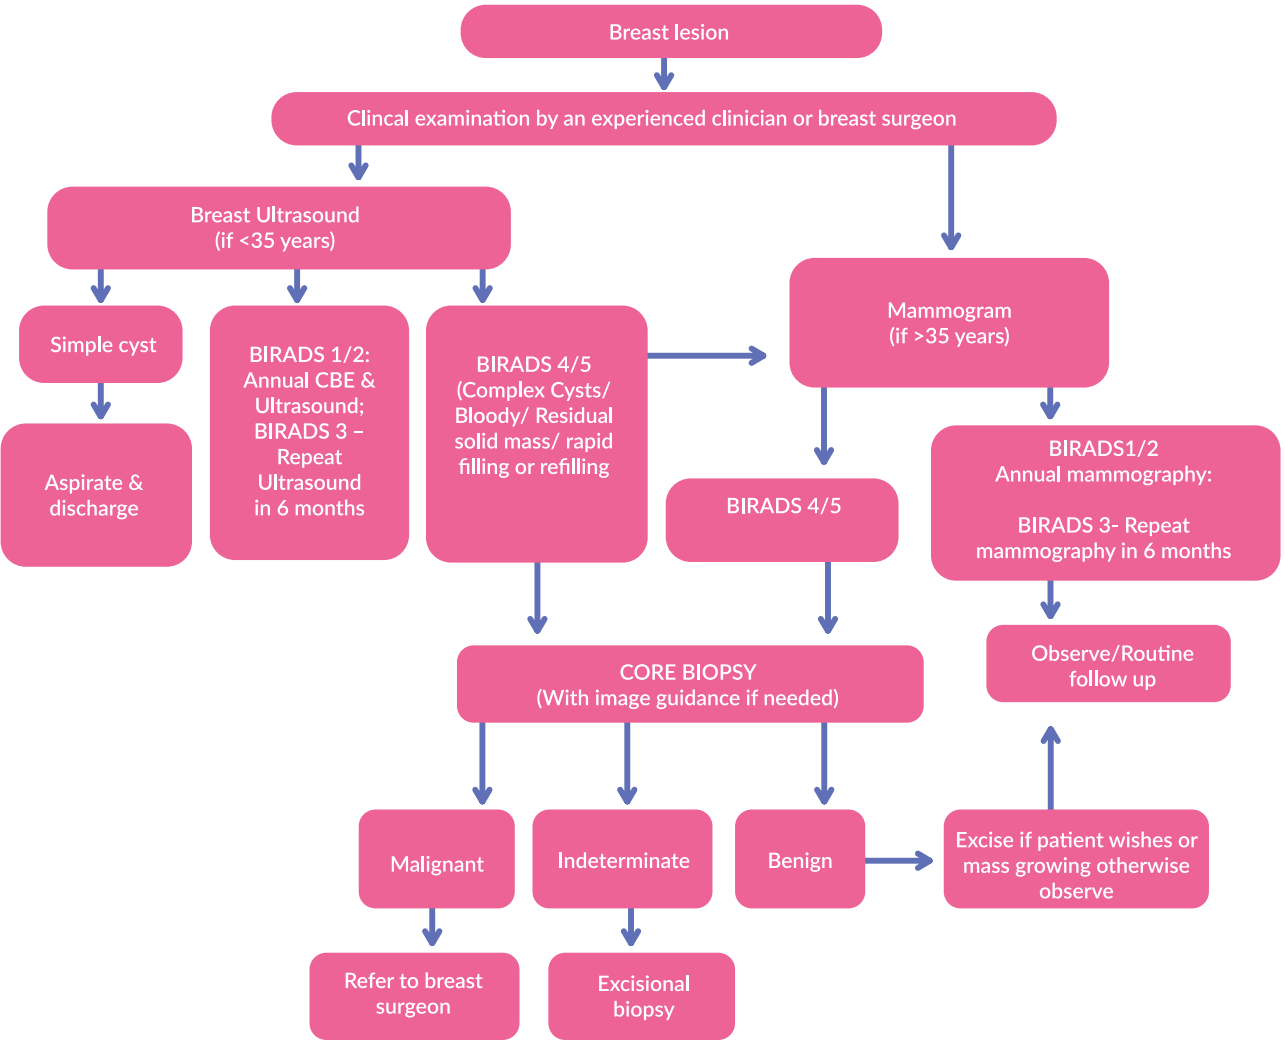 Breast lesion
Clincal examination by an experienced clinician or breast surgeon
Breast Ultrasound
(if <35 years)
Mammogram
(if >35 years)
Simple cyst
BIRADS 1/2:
Annual CBE &
Ultrasound;
BIRADS 3 –
Repeat
Ultrasound
in 6 months
BIRADS 4/5
(Complex Cysts/
Bloody/ Residual
solid mass/ rapid
filling or refilling
Aspirate &
discharge
BIRADS 4/5
BIRADS1/2
Annual mammography:
BIRADS 3- Repeat
mammography in 6 months
Observe/Routine
follow up
CORE BIOPSY
(With image guidance if needed)
Malignant
Indeterminate
Benign
Excise if patient wishes or
mass growing otherwise
observe
Refer to breast
surgeon
Excisional
biopsy